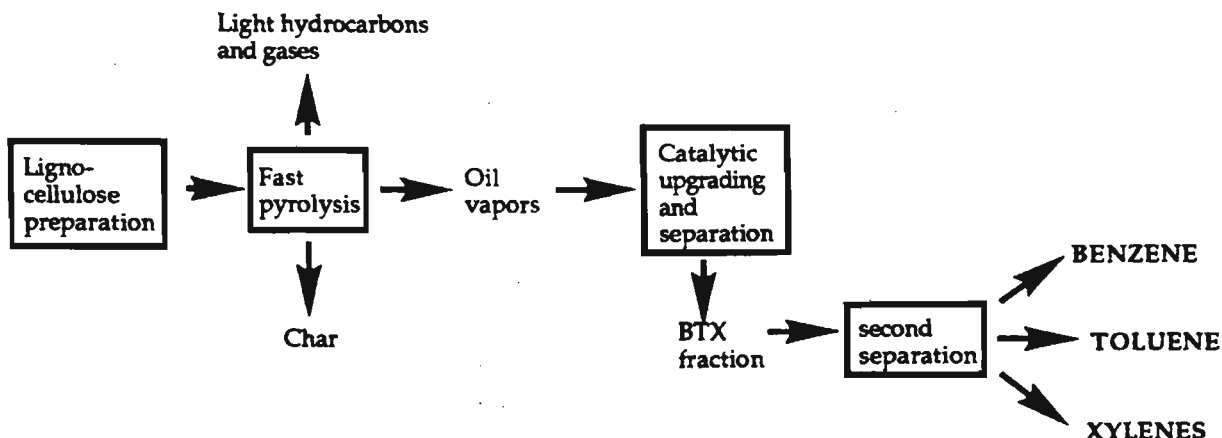 Light hydrocarbons
and gases
Ligno-
cellulose
preparation
Fast
pyrolysis
Oil
vapors
Catalytic
upgrading
and
separation
Char
BTX
fraction
second
separation
BENZENE
TOLUENE
XYLENES